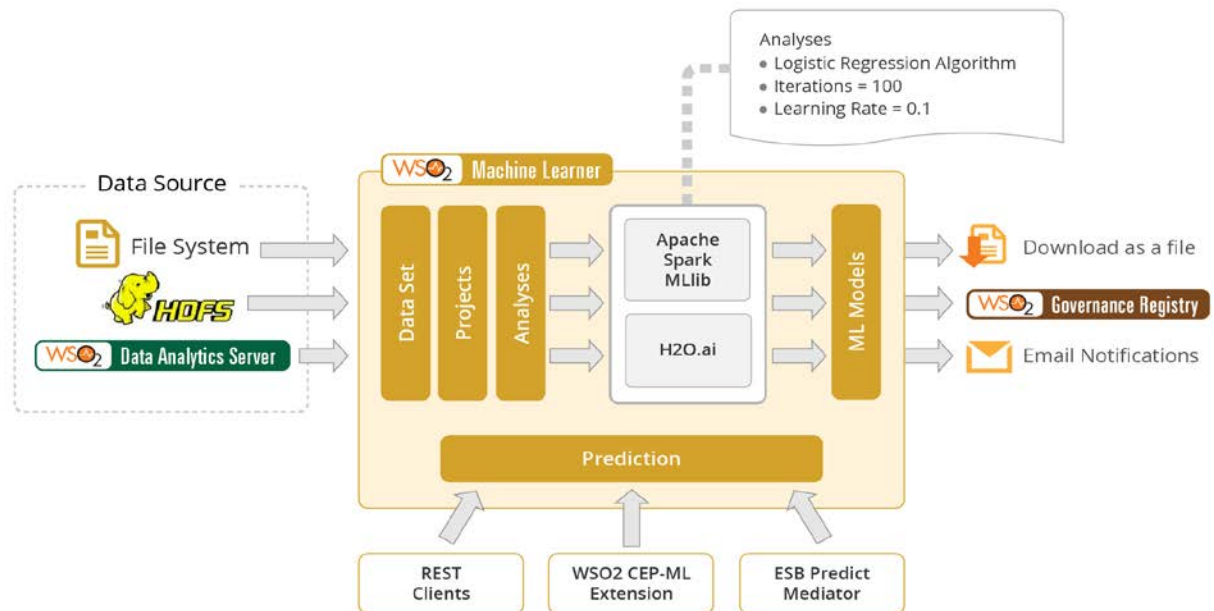 Analyses
• Logistic Regression Algorithm
• Iterations = 100
• Learning Rate = 0.1
WSO2 Machine Learner
Data Source
File System
HDFS
WSO2 Data Analytics Server
Data Set
Projects
Analyses
Apache
Spark
MLlib
H2O.ai
ML Models
Download as a file
WSO2 Governance Registry
Email Notifications
Prediction
REST
Clients
WSO2 CEP-ML
Extension
ESB Predict
Mediator